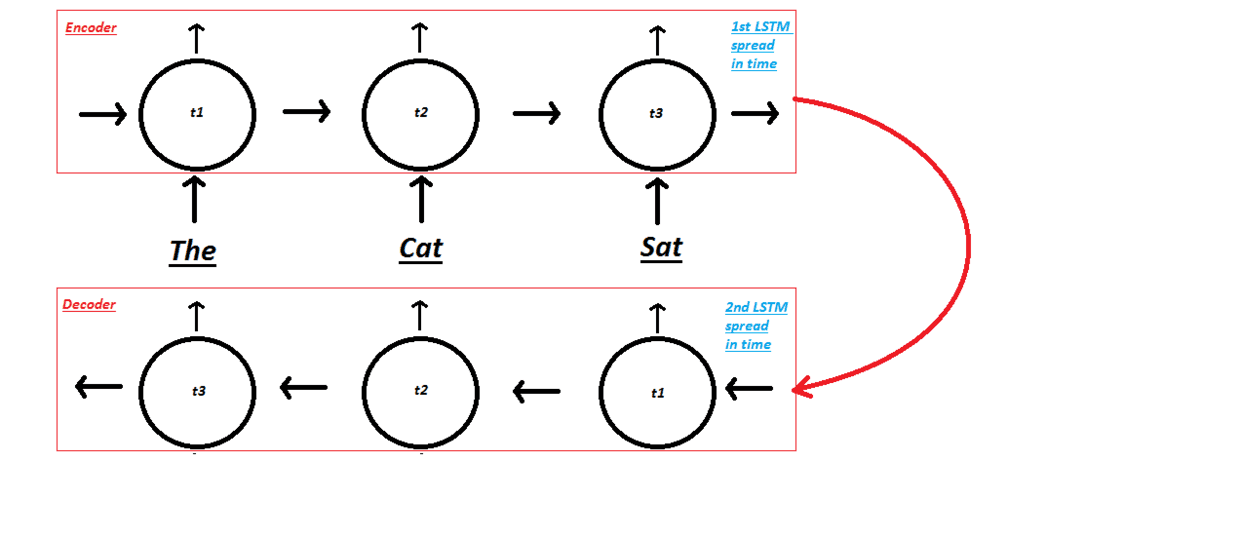 Encoder
1st LSTM
spread
in time
t1
t2
t3
The
Cat
Sat
Decoder
2nd LSTM
spread
in time
t3
t2
t1